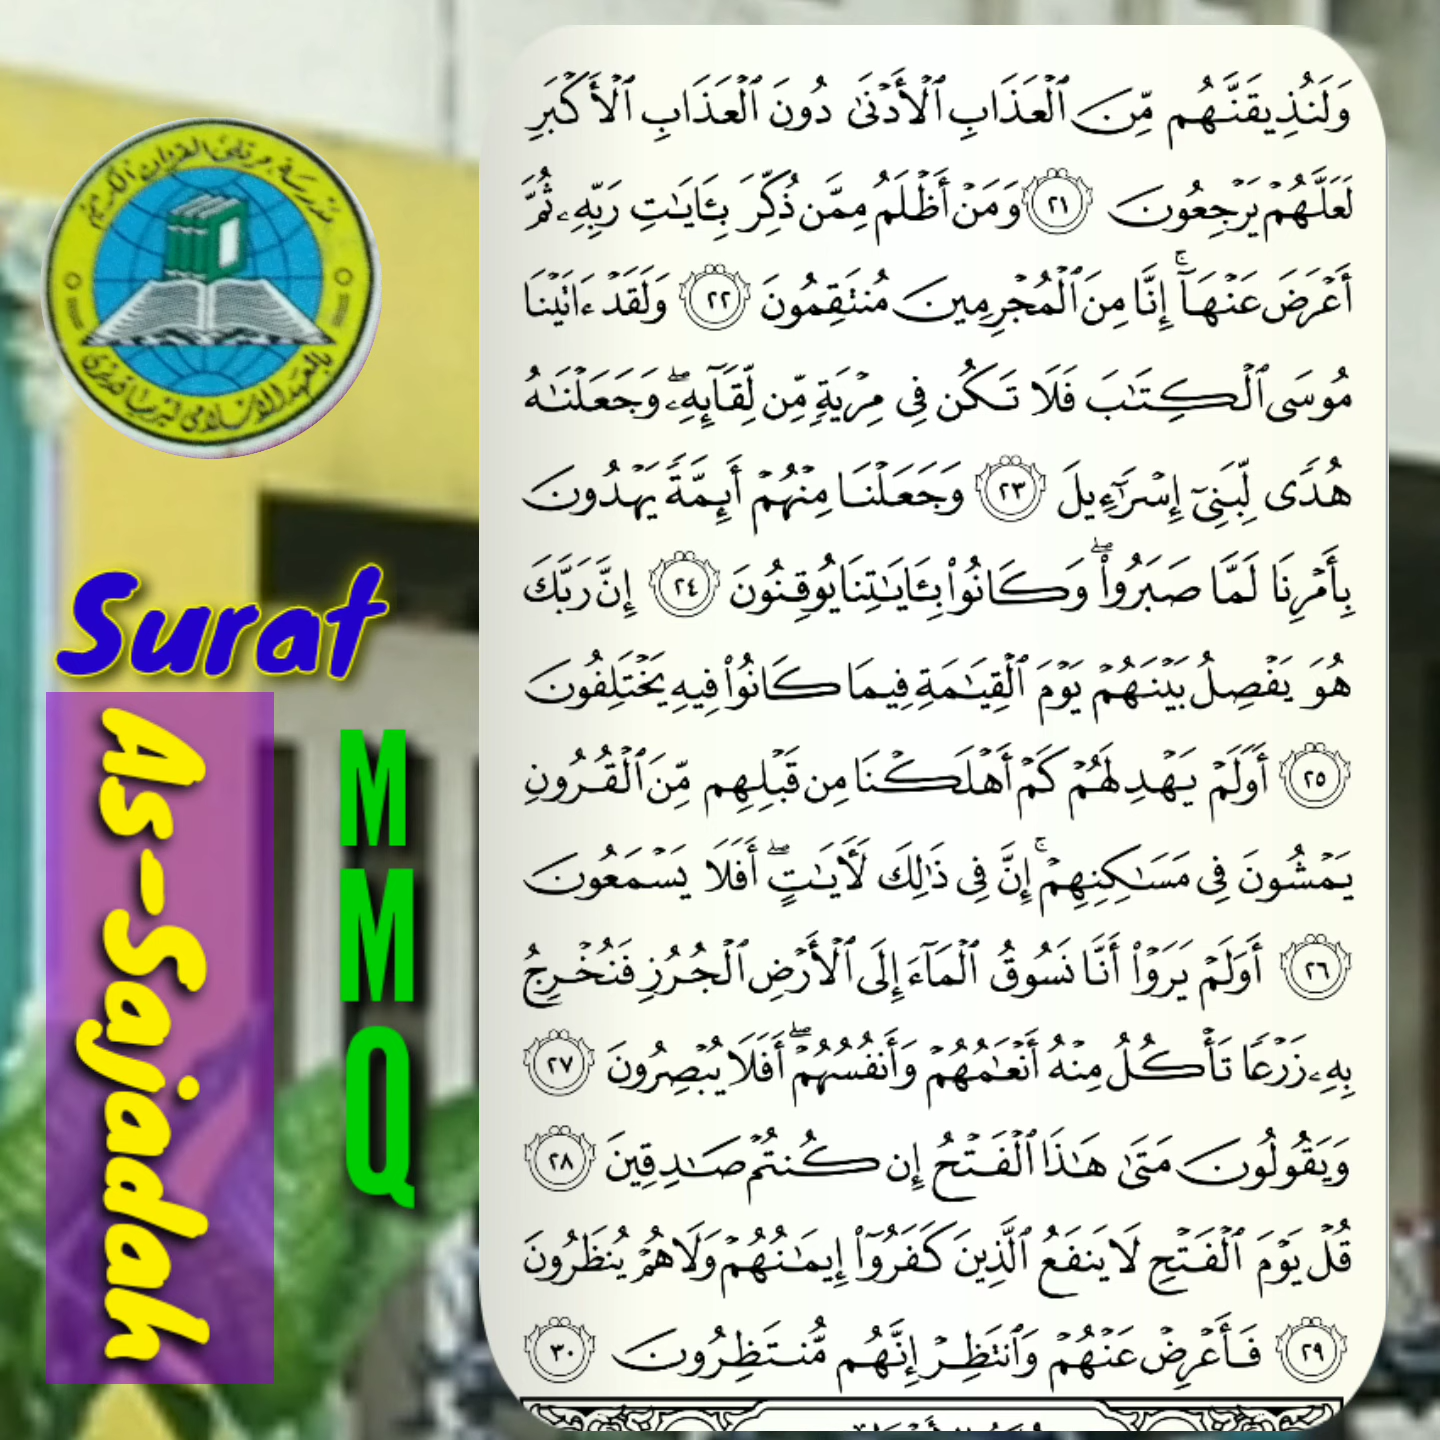 وَلَنُذِيقَنَّهُم مِّنَ ٱلْعَذَابِ ٱلْأَدْنَىٰ دُونَ ٱلْعَذَابِ ٱلْأَكْبَرِ
لَعَلَّهُمْ يَرْجِعُونَ ٢١ وَمَنْ أَظْلَمُ مِمَّن ذُكِّرَ بِـَٔايَٰتِ رَبِّهِۦ ثُمَّ
أَعْرَضَ عَنْهَآ ۚ إِنَّا مِنَ ٱلْمُجْرِمِينَ مُنتَقِمُونَ ٢٢ وَلَقَدْ ءَاتَيْنَا
مُوسَى ٱلْكِتَٰبَ فَلَا تَكُن فِى مِرْيَةٍ مِّن لِّقَآئِهِۦ ۖ وَجَعَلْنَٰهُ
هُدًى لِّبَنِىٓ إِسْرَٰٓءِيلَ ٢٣ وَجَعَلْنَا مِنْهُمْ أَئِمَّةً يَهْدُونَ
بِأَمْرِنَا لَمَّا صَبَرُوا۟ ۖ وَكَانُوا۟ بِـَٔايَٰتِنَا يُوقِنُونَ ٢٤ إِنَّ رَبَّكَ
هُوَ يَفْصِلُ بَيْنَهُمْ يَوْمَ ٱلْقِيَٰمَةِ فِيمَا كَانُوا۟ فِيهِ يَخْتَلِفُونَ
٢٥ أَوَلَمْ يَهْدِ لَهُمْ كَمْ أَهْلَكْنَا مِن قَبْلِهِم مِّنَ ٱلْقُرُونِ
يَمْشُونَ فِى مَسَٰكِنِهِمْ ۚ إِنَّ فِى ذَٰلِكَ لَـَٔايَٰتٍ ۖ أَفَلَا يَسْمَعُونَ
٢٦ أَوَلَمْ يَرَوْا۟ أَنَّا نَسُوقُ ٱلْمَآءَ إِلَى ٱلْأَرْضِ ٱلْجُرُزِ فَنُخْرِجُ
بِهِۦ زَرْعًا تَأْكُلُ مِنْهُ أَنْعَٰمُهُمْ وَأَنفُسُهُمْ ۖ أَفَلَا يُبْصِرُونَ ٢٧
وَيَقُولُونَ مَتَىٰ هَٰذَا ٱلْفَتْحُ إِن كُنتُمْ صَٰدِقِينَ ٢٨
قُلْ يَوْمَ ٱلْفَتْحِ لَا يَنفَعُ ٱلَّذِينَ كَفَرُوٓا۟ إِيمَٰنُهُمْ وَلَا هُمْ يُنظَرُونَ
٢٩ فَأَعْرِضْ عَنْهُمْ وَٱنتَظِرْ إِنَّهُم مُّنتَظِرُونَ ٣٠
Surat
As-Sajadah
MMQ